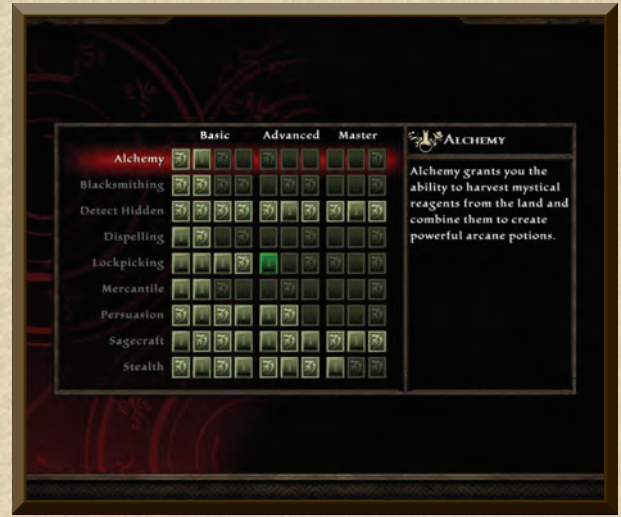 Basic Advanced Master
Alchemy
Blacksmithing
Detect Hidden
Dispelling
Lockpicking
Mercantile
Persuasion
Sagecraft
Stealth
ALCHEMY
Alchemy grants you the
ability to harvest mystical
reagents from the land and
combine them to create
powerful arcane potions.